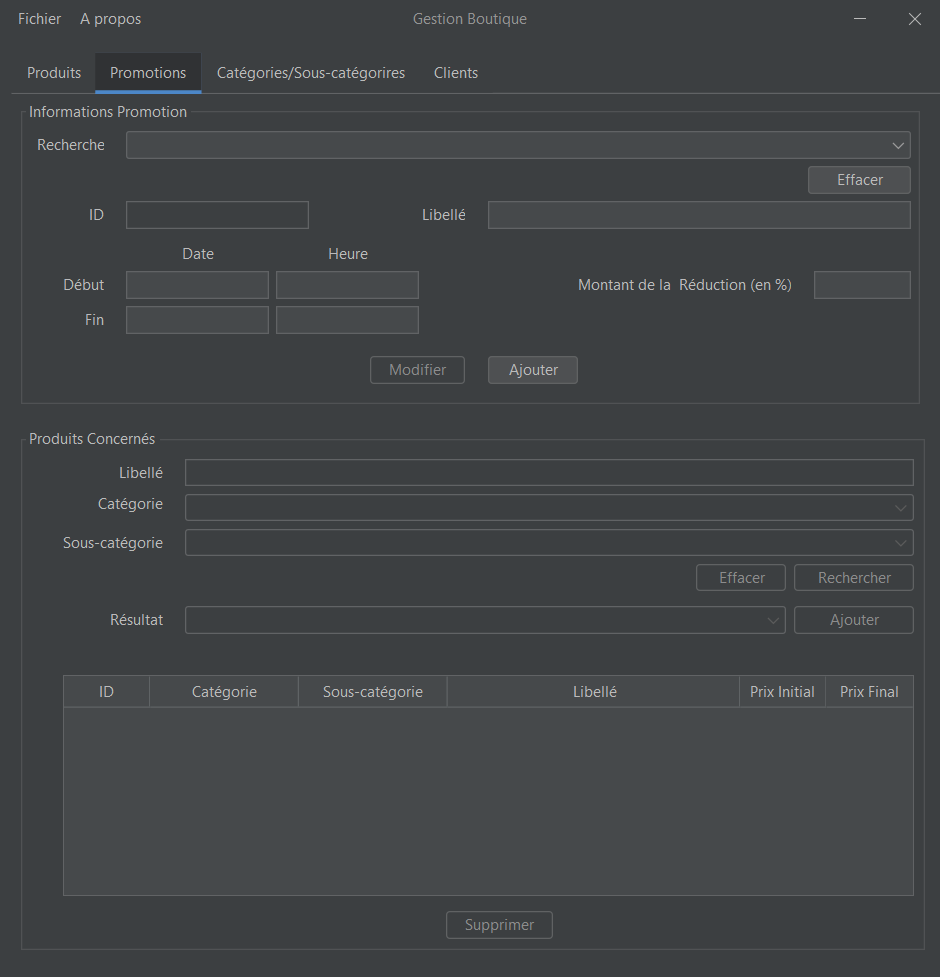 Fichier A propos Gestion Boutique
Produits Promotions Catégories/Sous-catégorires Clients
Informations Promotion
Recherche
Effacer
ID Libellé
Date Heure
Début Montant de la Réduction (en %)
Fin
Modifier Ajouter
Produits Concernés
Libellé
Catégorie
Sous-catégorie
Effacer Rechercher
Résultat Ajouter
ID Catégorie Sous-catégorie Libellé Prix Initial Prix Final
Supprimer